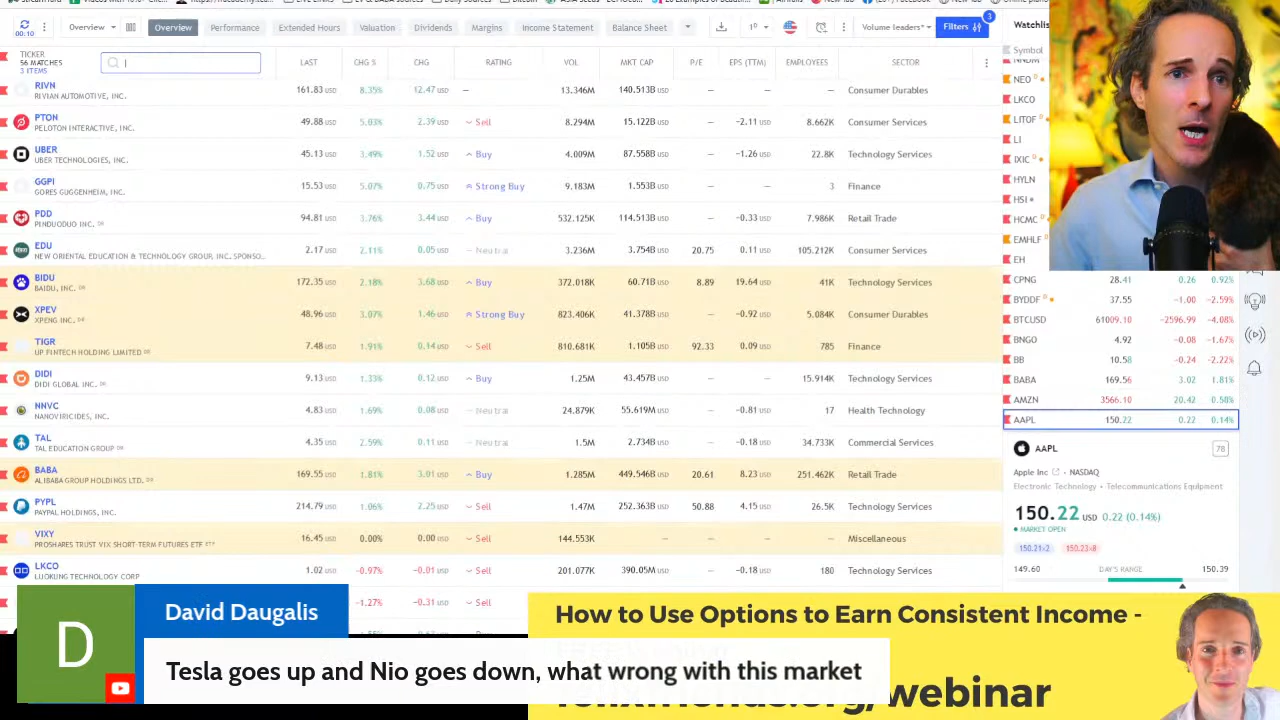 00:10
Overview
Overview
Performance
Extended Hours
Valuation
Dividends
Margins
Income Statement
Balance Sheet
1D
Volume leaders*
Filters
3
TICKER
56 MATCHES
3 ITEMS
LAST
CHG %
CHG
RATING
VOL
MKT CAP
P/E
EPS (TTM)
EMPLOYEES
SECTOR
RIVN 161.83 USD 8.35% 12.47 USD — 13.346M 140.513B USD — — — Consumer Durables
RIVIAN AUTOMOTIVE, INC.
PTON 49.88 USD 5.03% 2.39 USD Sell 8.294M 15.122B USD — −2.11 USD 8.662K Consumer Services
PELOTON INTERACTIVE, INC.
UBER 45.13 USD 3.49% 1.52 USD Buy 4.009M 87.558B USD — −1.26 USD 22.8K Technology Services
UBER TECHNOLOGIES, INC.
GGPI 15.53 USD 5.07% 0.75 USD Strong Buy 9.183M 1.553B USD — — 3 Finance
GORES GUGGENHEIM, INC.
PDD 94.81 USD 3.76% 3.44 USD Buy 532.125K 114.513B USD — −0.33 USD 7.986K Retail Trade
PINDUODUO INC. DR
EDU 2.17 USD 2.11% 0.05 USD — Neutral 3.236M 3.754B USD 20.75 0.11 USD 105.212K Consumer Services
NEW ORIENTAL EDUCATION & TECHNOLOGY GROUP, INC. SPONSO...
BIDU 172.35 USD 2.18% 3.68 USD Buy 372.018K 60.71B USD 8.89 19.64 USD 41K Technology Services
BAIDU, INC. DR
XPEV 48.96 USD 3.07% 1.46 USD Strong Buy 823.406K 41.378B USD — −0.92 USD 5.084K Consumer Durables
XPENG INC. DR
TIGR 7.48 USD 1.91% 0.14 USD Sell 810.681K 1.105B USD 92.33 0.09 USD 785 Finance
UP FINTECH HOLDING LIMITED DR
DIDI 9.13 USD 1.33% 0.12 USD Buy 1.25M 43.457B USD — — 15.914K Technology Services
DIDI GLOBAL INC. DR
NNVC 4.83 USD 1.69% 0.08 USD — Neutral 24.879K 55.619M USD — −0.81 USD 17 Health Technology
NANOVIRICIDES, INC.
TAL 4.35 USD 2.59% 0.11 USD — Neutral 1.5M 2.734B USD — −0.18 USD 34.733K Commercial Services
TAL EDUCATION GROUP DR
BABA 169.55 USD 1.81% 3.01 USD Buy 1.285M 449.546B USD 20.61 8.23 USD 251.462K Retail Trade
ALIBABA GROUP HOLDINGS LTD. DR
PYPL 214.79 USD 1.06% 2.25 USD Sell 1.47M 252.363B USD 50.88 4.15 USD 26.5K Technology Services
PAYPAL HOLDINGS, INC.
VIXY 16.45 USD 0.00% 0.00 USD Sell 144.553K — — — — Miscellaneous
PROSHARES TRUST VIX SHORT-TERM FUTURES ETF ETF
LKCO 1.02 USD −0.97% −0.01 USD Sell 201.077K 390.05M USD — −0.18 USD 180 Technology Services
LUOKUNG TECHNOLOGY CORP
−1.27% −0.31 USD Sell
Watchlist
Symbol
NEO D
LKCO
LITOF D
LI
IXIC D
HYLN
HSI
HCMC D
EMHLF D
EH
CPNG 28.41 0.26 0.92%
BYDDF D 37.55 −1.00 −2.59%
BTCUSD 61009.10 −2596.99 −4.08%
BNGO 4.92 −0.08 −1.67%
BB 10.58 −0.24 −2.22%
BABA 169.56 3.02 1.81%
AMZN 3566.10 20.42 0.58%
AAPL 150.22 0.22 0.14%
AAPL
78
Apple Inc • NASDAQ
Electronic Technology • Telecommunications Equipment
150.22 USD 0.22 (0.14%)
MARKET OPEN
150.21×2 150.23×8
149.60 DAY'S RANGE 150.39
D
David Daugalis
Tesla goes up and Nio goes down, what wrong with this market
How to Use Options to Earn Consistent Income -
felixfriends.org/webinar